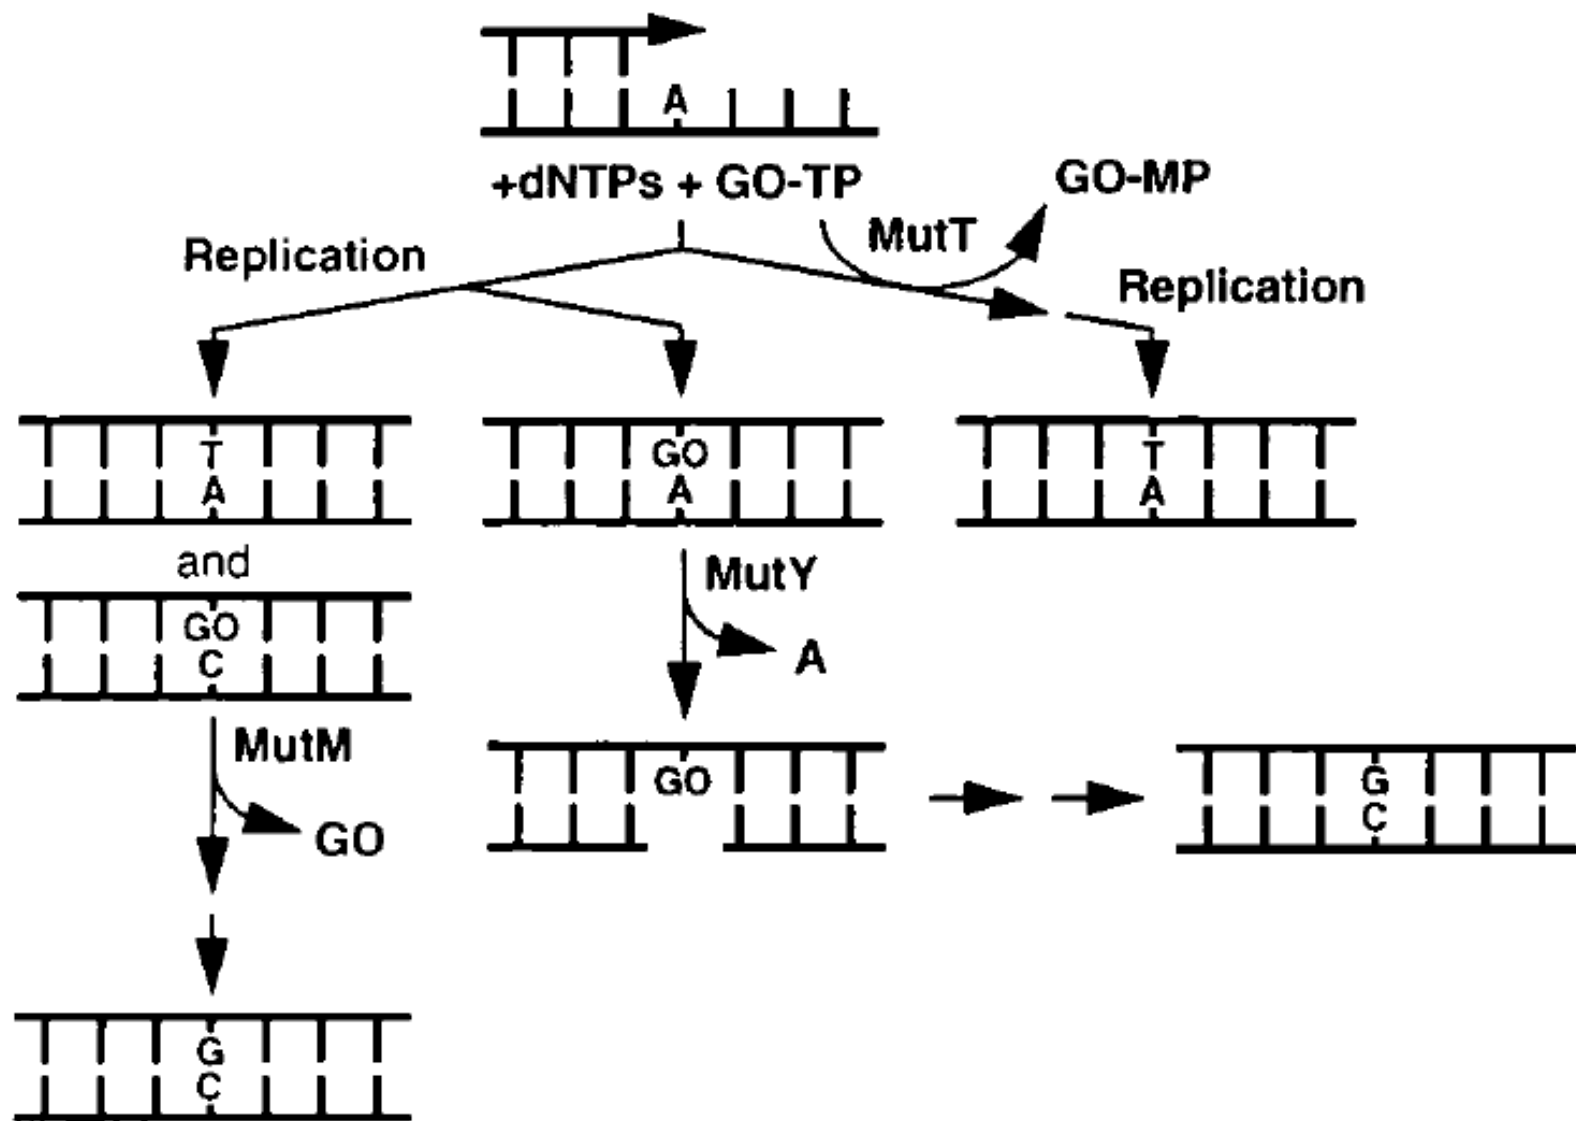 A
+dNTPs + GO-TP
GO-MP
MutT
Replication
Replication
T
A
GO
A
T
A
and
GO
C
MutY
A
MutM
GO
GO
G
C
G
C